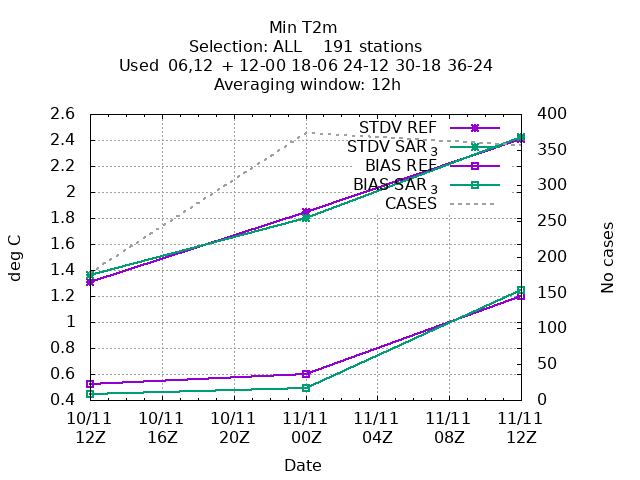 Min T2m
Selection: ALL    191 stations
Used  06,12  + 12-00 18-06 24-12 30-18 36-24
Averaging window: 12h
deg C
2.6
2.4
2.2
2
1.8
1.6
1.4
1.2
1
0.8
0.6
0.4
STDV REF
STDV SAR 3
BIAS REF
BIAS SAR 3
CASES
400
350
300
250
200
150
100
50
0
No cases
10/11 10/11 10/11 11/11 11/11 11/11 11/11
12Z 16Z 20Z 00Z 04Z 08Z 12Z
Date